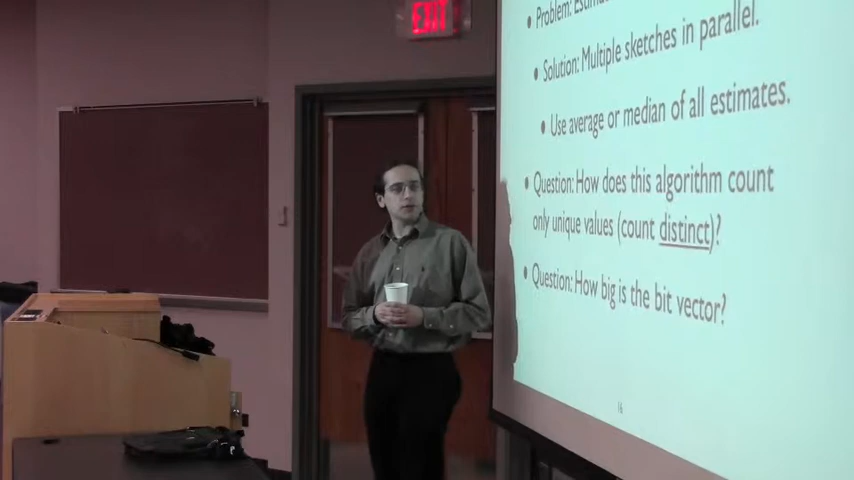 EXIT
• Problem:
• Solution: Multiple sketches in parallel.
• Use average or median of all estimates.
• Question: How does this algorithm count
only unique values (count distinct)?
• Question: How big is the bit vector?
16